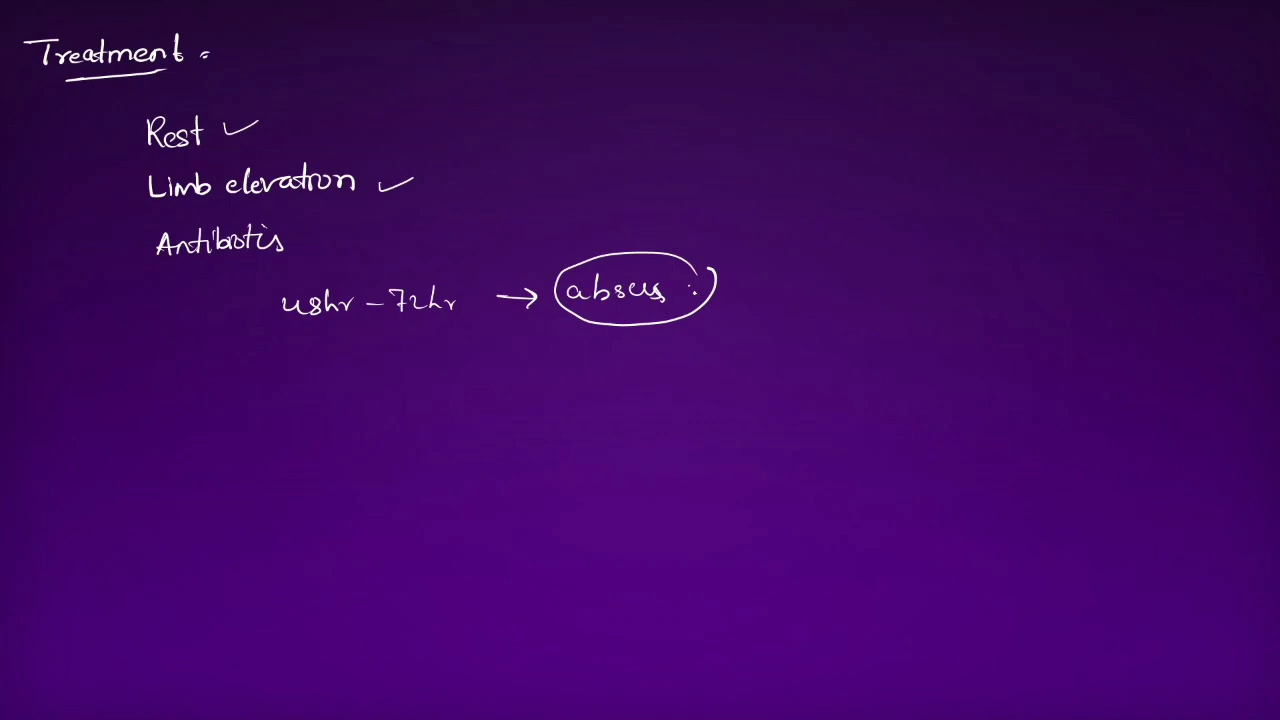 Treatment :
Rest ✓
Limb elevation ✓
Antibiotis
48hr - 72hr → abscess :